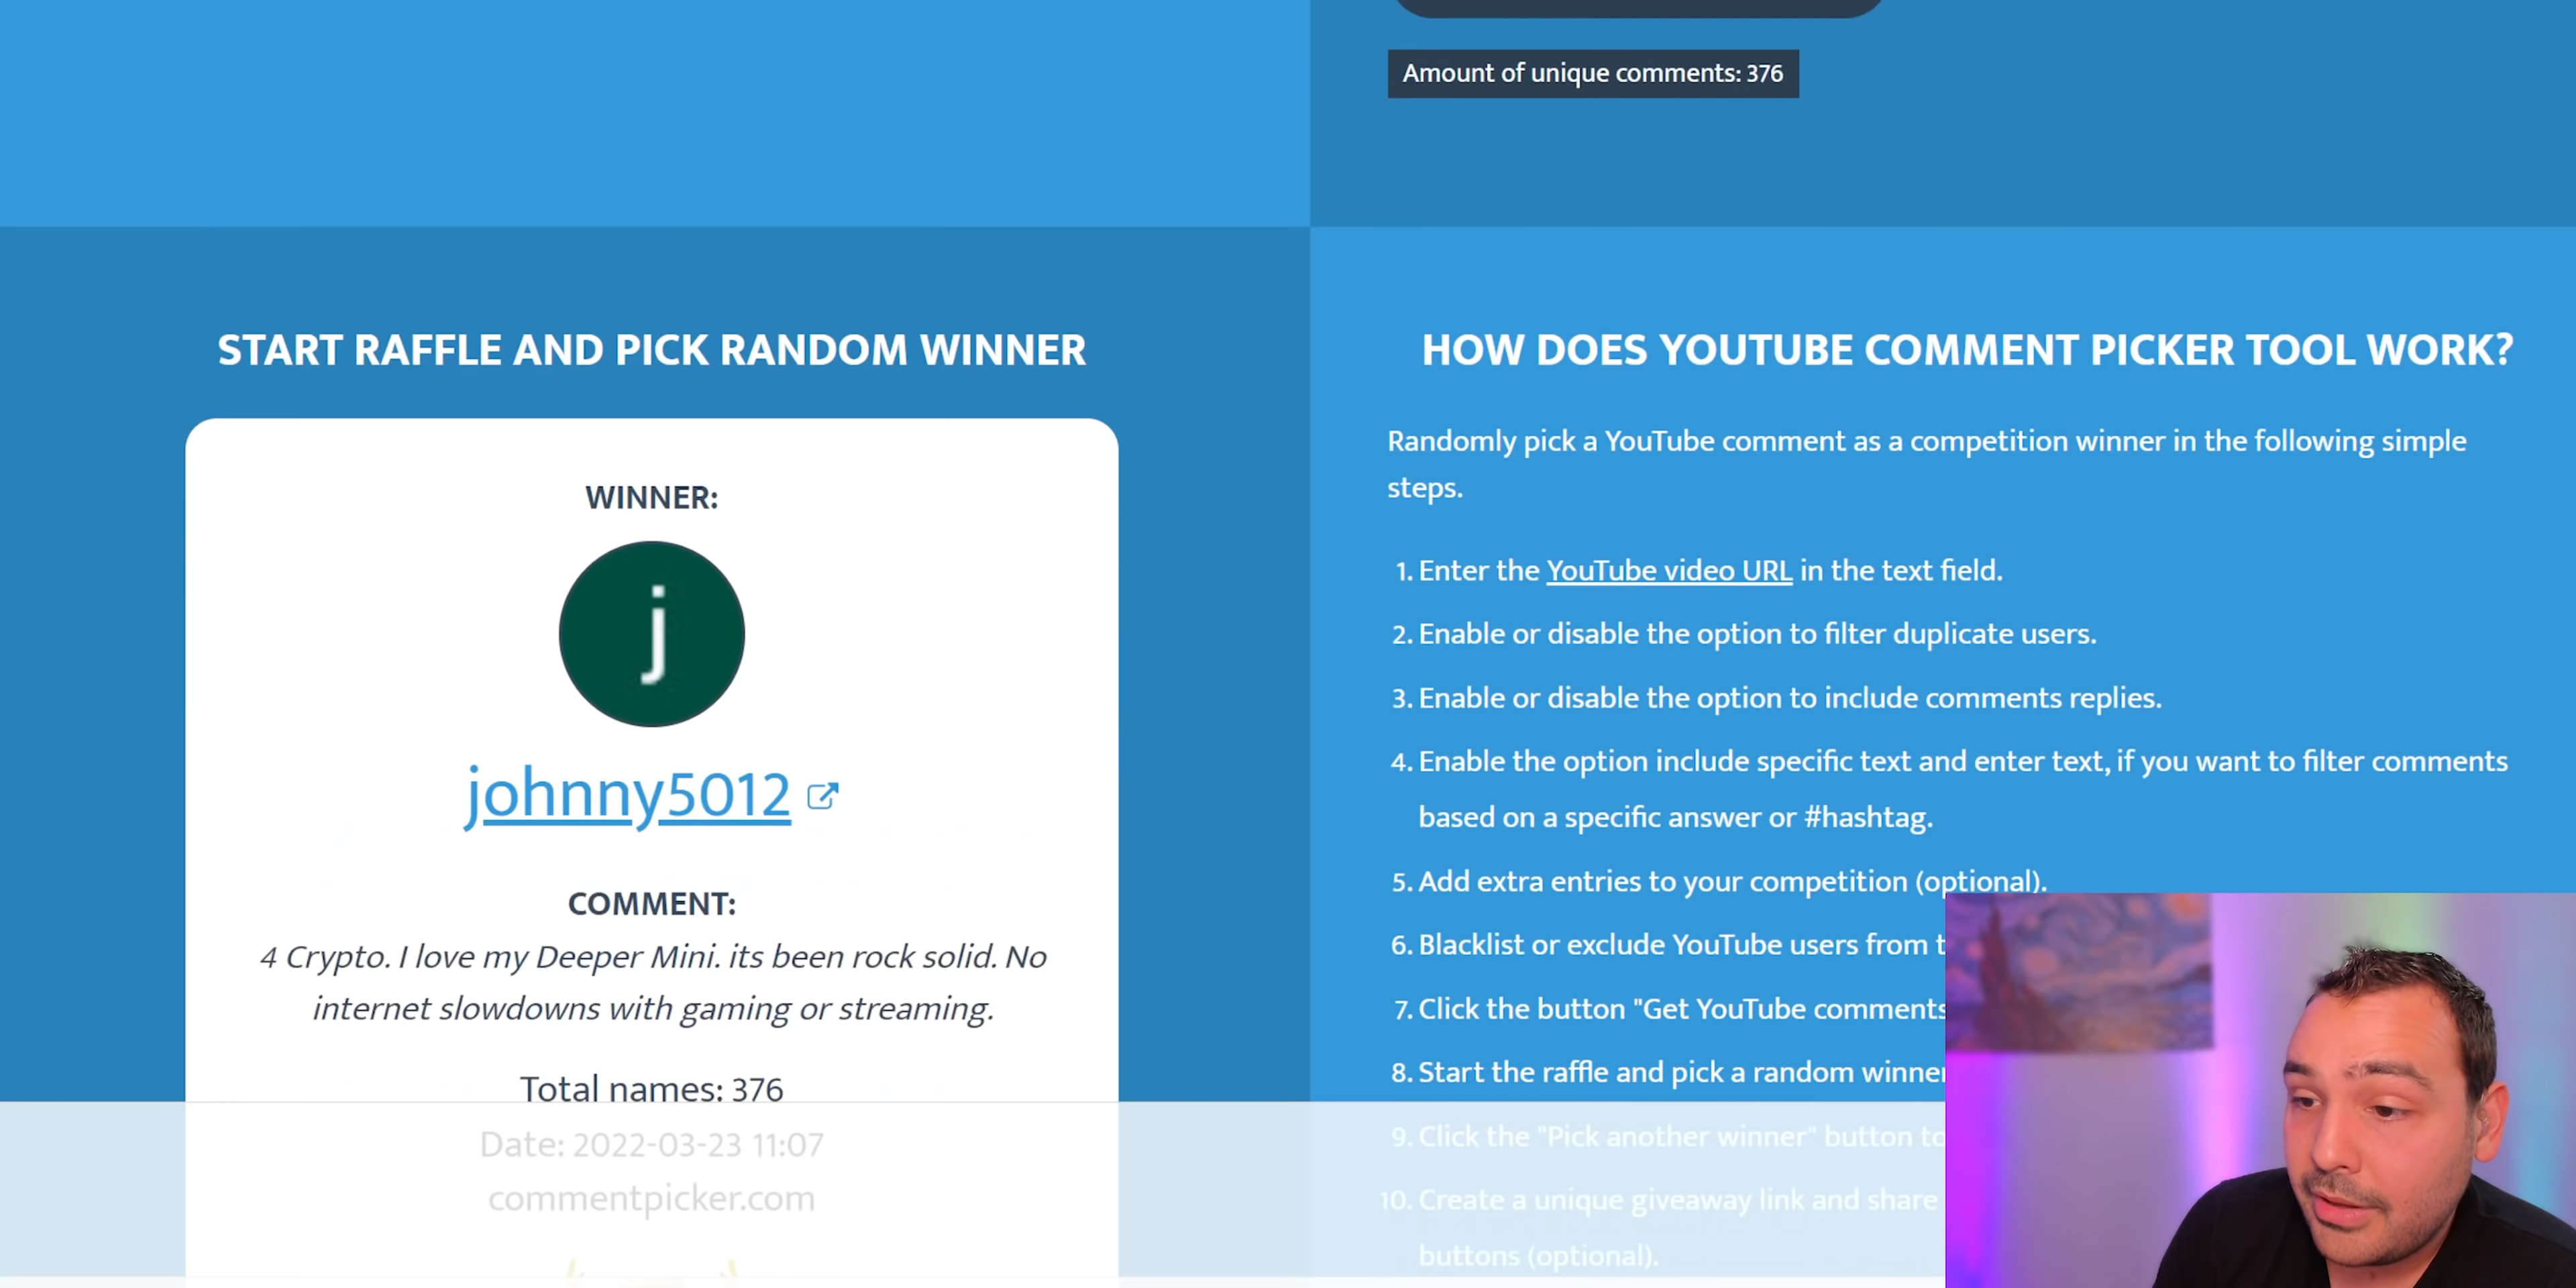 Amount of unique comments: 376
START RAFFLE AND PICK RANDOM WINNER
WINNER:
j
johnny5012
COMMENT:
4 Crypto. I love my Deeper Mini. its been rock solid. No
internet slowdowns with gaming or streaming.
Total names: 376
Date: 2022-03-23 11:07
commentpicker.com
HOW DOES YOUTUBE COMMENT PICKER TOOL WORK?
Randomly pick a YouTube comment as a competition winner in the following simple
steps.
1. Enter the YouTube video URL in the text field.
2. Enable or disable the option to filter duplicate users.
3. Enable or disable the option to include comments replies.
4. Enable the option include specific text and enter text, if you want to filter comments
based on a specific answer or #hashtag.
5. Add extra entries to your competition (optional).
6. Blacklist or exclude YouTube users from
7. Click the button "Get YouTube comments
8. Start the raffle and pick a random winner
9. Click the "Pick another winner" button to
10. Create a unique giveaway link and share
buttons (optional).